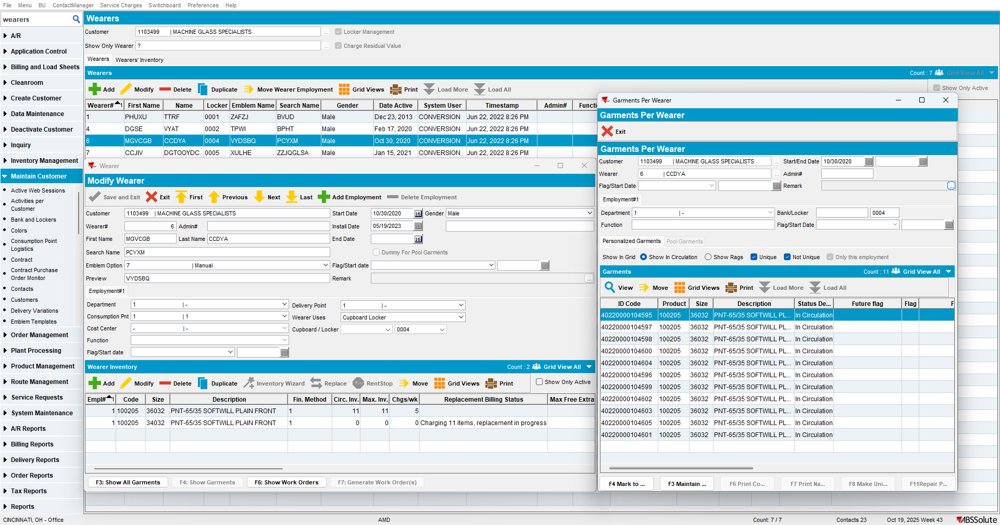 File Menu BU ContactManager Service Charges Switchboard Preferences Help
wearers
A/R
Application Control
Billing and Load Sheets
Cleanroom
Create Customer
Data Maintenance
Deactivate Customer
Inquiry
Inventory Management
Maintain Customer
Active Web Sessions
Activities per
Customer
Bank and Lockers
Colors
Consumption Point
Logistics
Contract
Contract Purchase
Order Monitor
Contacts
Customers
Delivery Variations
Emblem Templates
Order Management
Plant Processing
Product Management
Route Management
Service Requests
System Maintenance
A/R Reports
Billing Reports
Delivery Reports
Order Reports
Tax Reports
Reports
Wearers
Customer 1103499 | MACHINE GLASS SPECIALISTS ... Locker Management
Show Only Wearer ? ... Charge Residual Value
Wearers Wearers' Inventory
Wearers Count : 7 Grid View All
Add Modify Delete Duplicate Move Wearer Employment Grid Views Print Load More Load All Show Only Active
Wearer# 1 First Name Name Locker Emblem Name Search Name Gender Date Active System User Timestamp Admin# Functi
1 PHUXU TTRF 0001 ZAFZJ BVUD Male Dec 23, 2013 CONVERSION Jun 22, 2022 8:26 PM
4 DGSE VYAT 0002 TPWI BPHT Male Feb 17, 2020 CONVERSION Jun 22, 2022 8:26 PM
6 MGVCGB CCDYA 0004 VYDSBQ PCYXM Male Oct 30, 2020 CONVERSION Jun 22, 2022 8:26 PM
7 CCJIV DGTOOYDC 0005 XULHE ZZJQGLSA Male Jan 15, 2021 CONVERSION Jun 22, 2022 8:26 PM
Wearer
Modify Wearer
Save and Exit Exit First Previous Next Last Add Employment Delete Employment
Customer 1103499 | MACHINE GLASS SPECIALISTS Start Date 10/30/2020 16 Gender Male
Wearer# 6 Admin# Install Date 05/19/2023 16
First Name MGVCGB Last Name CCDYA End Date 16
Search Name PCYXM Dummy For Pool Garments
Emblem Option 7 | Manual Flag/Start date 16
Preview VYDSBQ Remark ...
Employment#1
Department 1 | - Delivery Point 1 | -
Consumption Pnt 1 | 1 Wearer Uses Cupboard Locker
Cost Center - | - Cupboard / Locker 0004
Function
Flag/Start date 16
Wearer Inventory Count : 2 Grid View All
Add Modify Delete Duplicate Inventory Wizard Replace RentStop Move Grid Views Print Show Only Active
Empl# 1 Code Size Description Fin. Method Circ. Inv. Max. Inv. Chgs/wk Replacement Billing Status Max Free Extra
1 100205 36032 PNT-65/35 SOFTWILL PLAIN FRONT 1 11 11 5
1 100205 34032 PNT-65/35 SOFTWILL PLAIN FRONT 1 0 0 0 Charging 11 items, replacement in progress
F3: Show All Garments F4: Show Garments F6: Show Work Orders F7: Generate Work Order(s)
Garments Per Wearer
Garments Per Wearer
Exit
Garments Per Wearer
Customer 1103499 | MACHINE GLASS SPECIALISTS ... Start/End Date 10/30/2020 16 16
Wearer 6 | CCDYA ... Admin#
Flag/Start Date 16 Remark ...
Employment#1
Department 1 | - Bank/Locker 0004
Function Flag/Start Date 16
Personalized Garments Pool Garments
Show In Grid Show In Circulation Show Rags Unique Not Unique Only this employment
Garments Count : 11 Grid View All
View Move Grid Views Print Load More Load All
ID Code Product Size Description Status De... Future flag Flag F
40220000104595 100205 36032 PNT-65/35 SOFTWILL PL... In Circulation
40220000104597 100205 36032 PNT-65/35 SOFTWILL PL... In Circulation
40220000104598 100205 36032 PNT-65/35 SOFTWILL PL... In Circulation
40220000104600 100205 36032 PNT-65/35 SOFTWILL PL... In Circulation
40220000104604 100205 36032 PNT-65/35 SOFTWILL PL... In Circulation
40220000104596 100205 36032 PNT-65/35 SOFTWILL PL... In Circulation
40220000104599 100205 36032 PNT-65/35 SOFTWILL PL... In Circulation
40220000104602 100205 36032 PNT-65/35 SOFTWILL PL... In Circulation
40220000104603 100205 36032 PNT-65/35 SOFTWILL PL... In Circulation
40220000104605 100205 36032 PNT-65/35 SOFTWILL PL... In Circulation
40220000104601 100205 36032 PNT-65/35 SOFTWILL PL... In Circulation
F4 Mark to ... F3 Maintain ... F6 Print Co... F7 Print Na... F8 Make Uni... F11Repair P...
CINCINNATI, OH - Office AMD Count: 7 / 7 Contacts 23 Oct 19, 2025 Week 43 ABSSolute